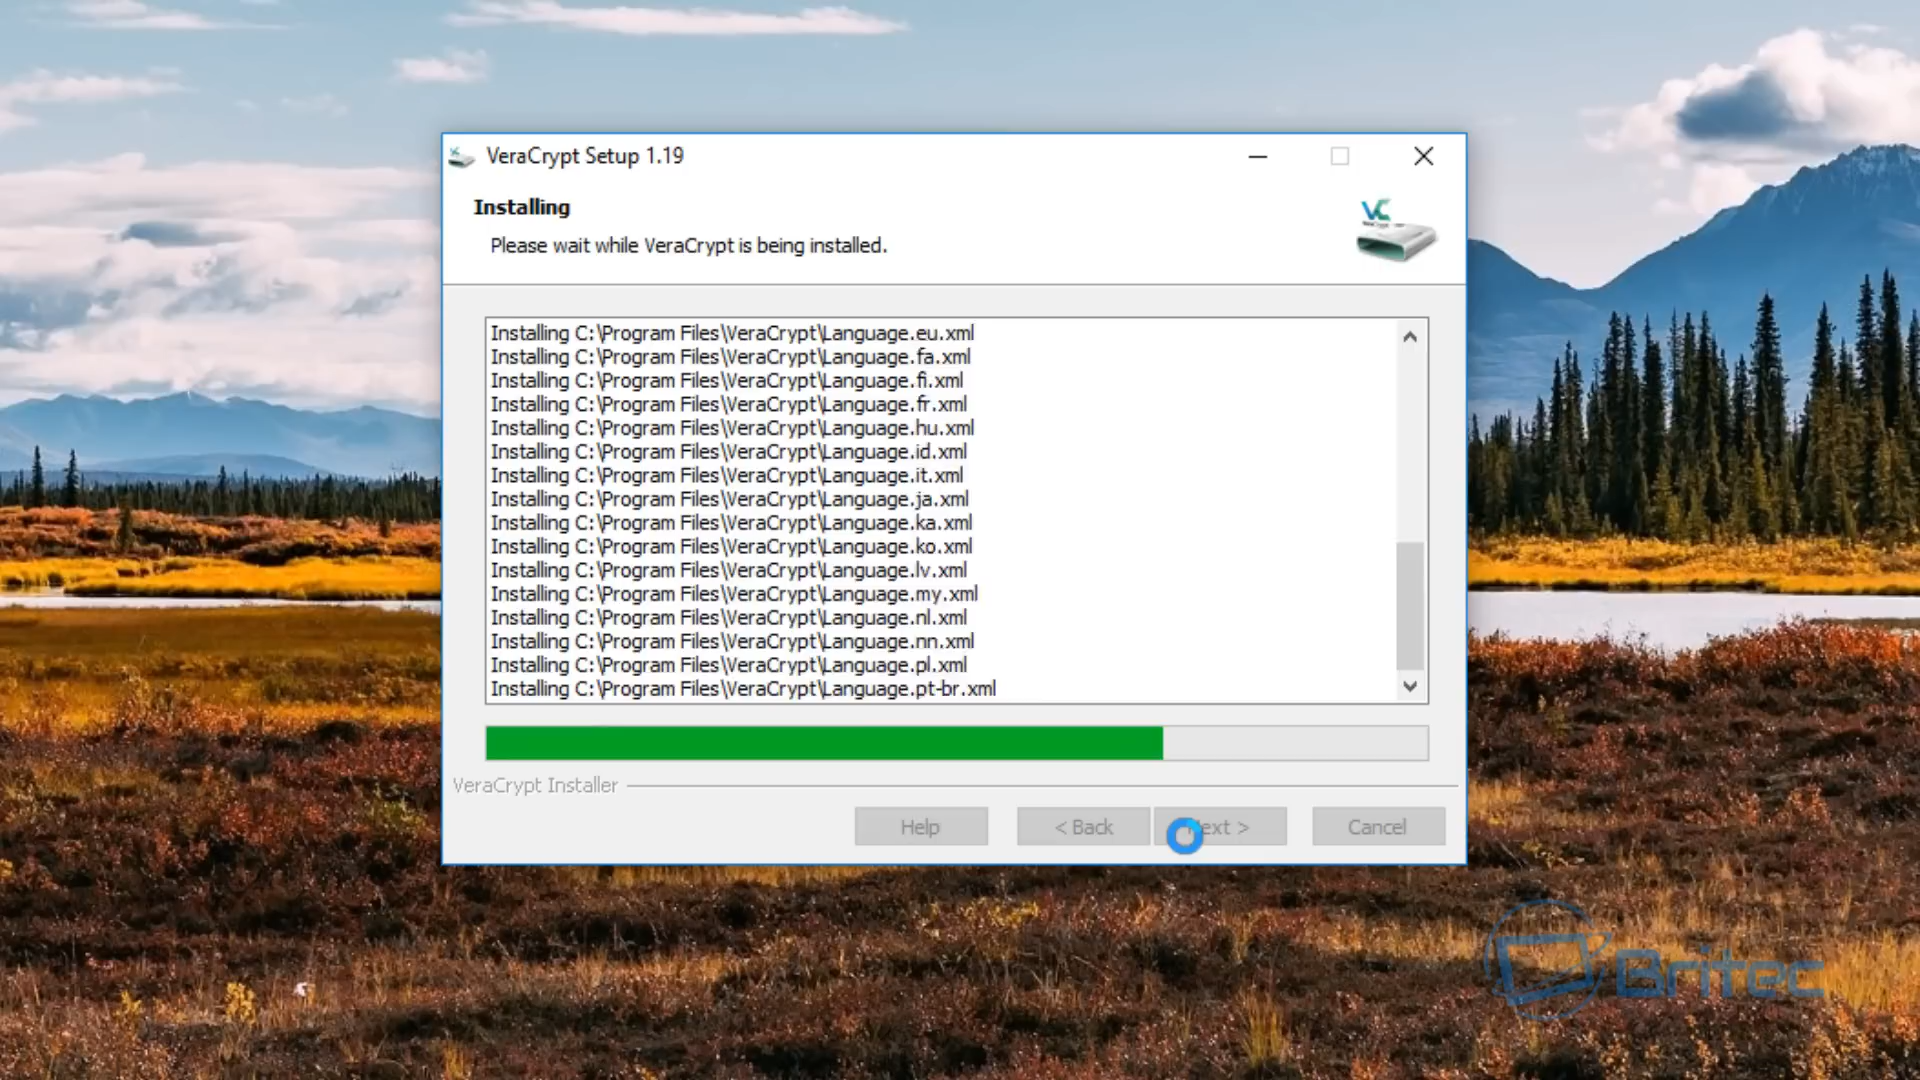 VeraCrypt Setup 1.19
Installing
Please wait while VeraCrypt is being installed.
VC
Installing C:\Program Files\VeraCrypt\Language.eu.xml
Installing C:\Program Files\VeraCrypt\Language.fa.xml
Installing C:\Program Files\VeraCrypt\Language.fi.xml
Installing C:\Program Files\VeraCrypt\Language.fr.xml
Installing C:\Program Files\VeraCrypt\Language.hu.xml
Installing C:\Program Files\VeraCrypt\Language.id.xml
Installing C:\Program Files\VeraCrypt\Language.it.xml
Installing C:\Program Files\VeraCrypt\Language.ja.xml
Installing C:\Program Files\VeraCrypt\Language.ka.xml
Installing C:\Program Files\VeraCrypt\Language.ko.xml
Installing C:\Program Files\VeraCrypt\Language.lv.xml
Installing C:\Program Files\VeraCrypt\Language.my.xml
Installing C:\Program Files\VeraCrypt\Language.nl.xml
Installing C:\Program Files\VeraCrypt\Language.nn.xml
Installing C:\Program Files\VeraCrypt\Language.pl.xml
Installing C:\Program Files\VeraCrypt\Language.pt-br.xml
VeraCrypt Installer
Help
< Back
Next >
Cancel
Britec